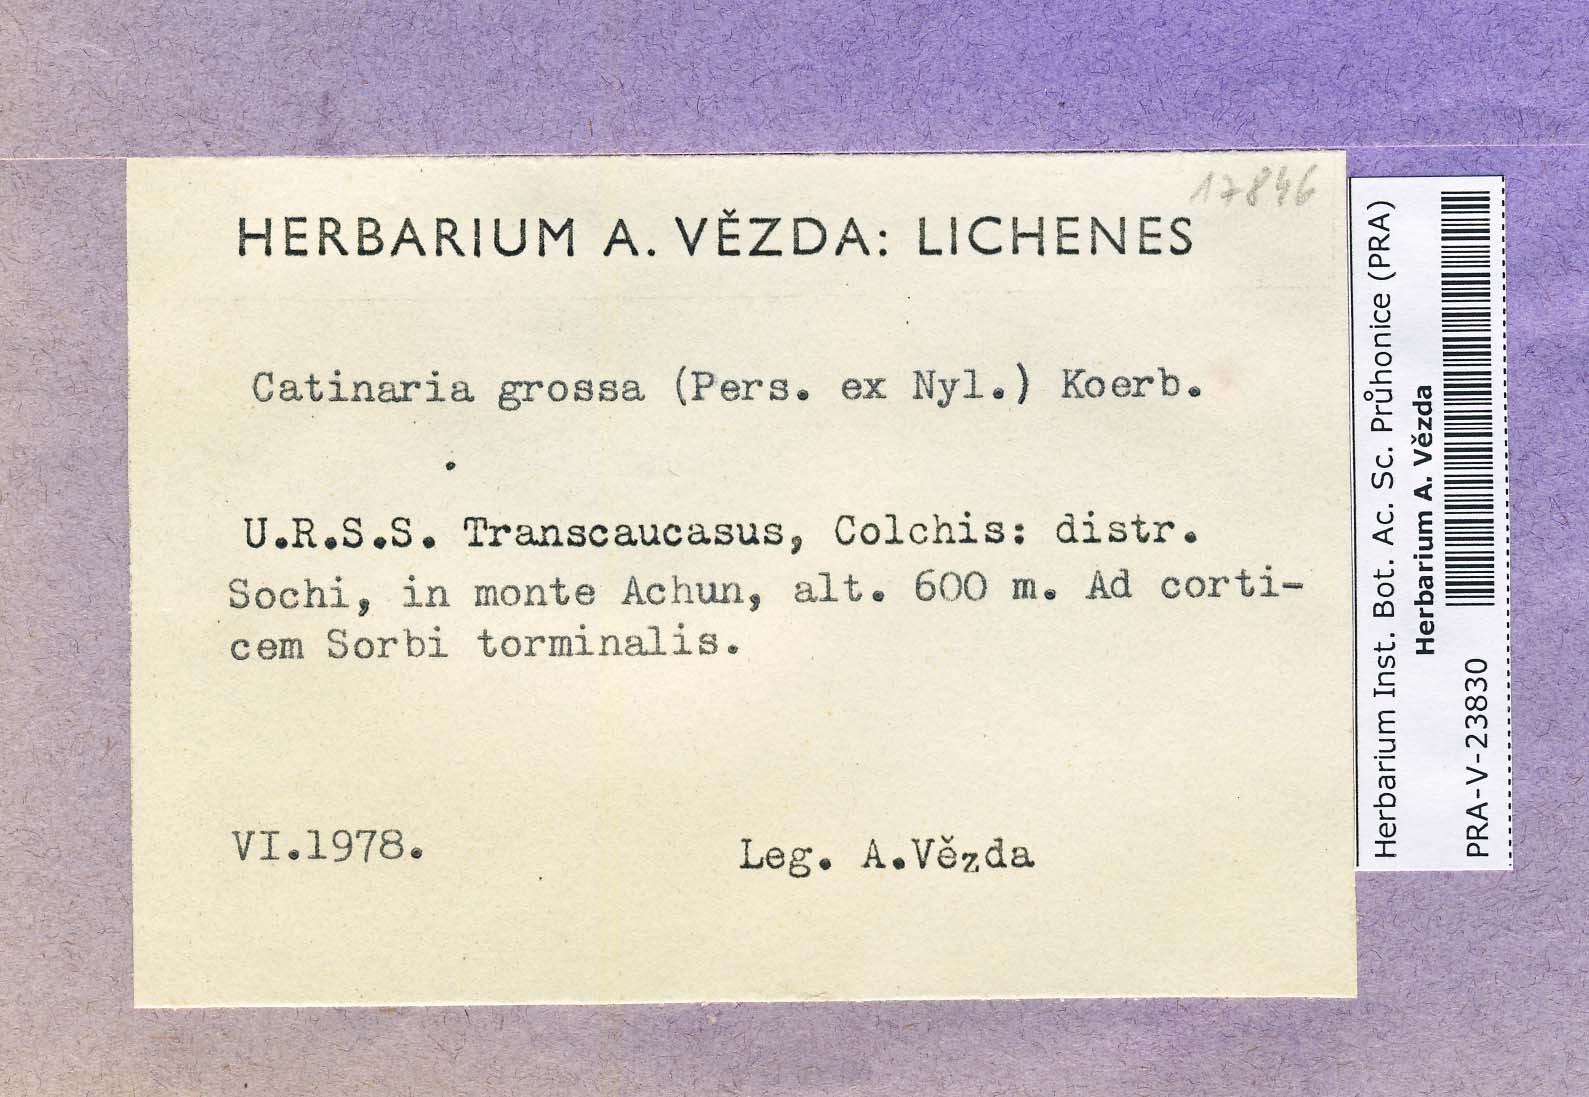 17846
HERBARIUM A. VĚZDA: LICHENES
Catinaria grossa (Pers. ex Nyl.) Koerb.
U.R.S.S. Transcaucasus, Colchis: distr.
Sochi, in monte Achun, alt. 600 m. Ad corti-
cem Sorbi torminalis.
VI.1978.
Leg. A.Vězda
Herbarium Inst. Bot. Ac. Sc. Průhonice (PRA)
Herbarium A. Vězda
PRA-V-23830